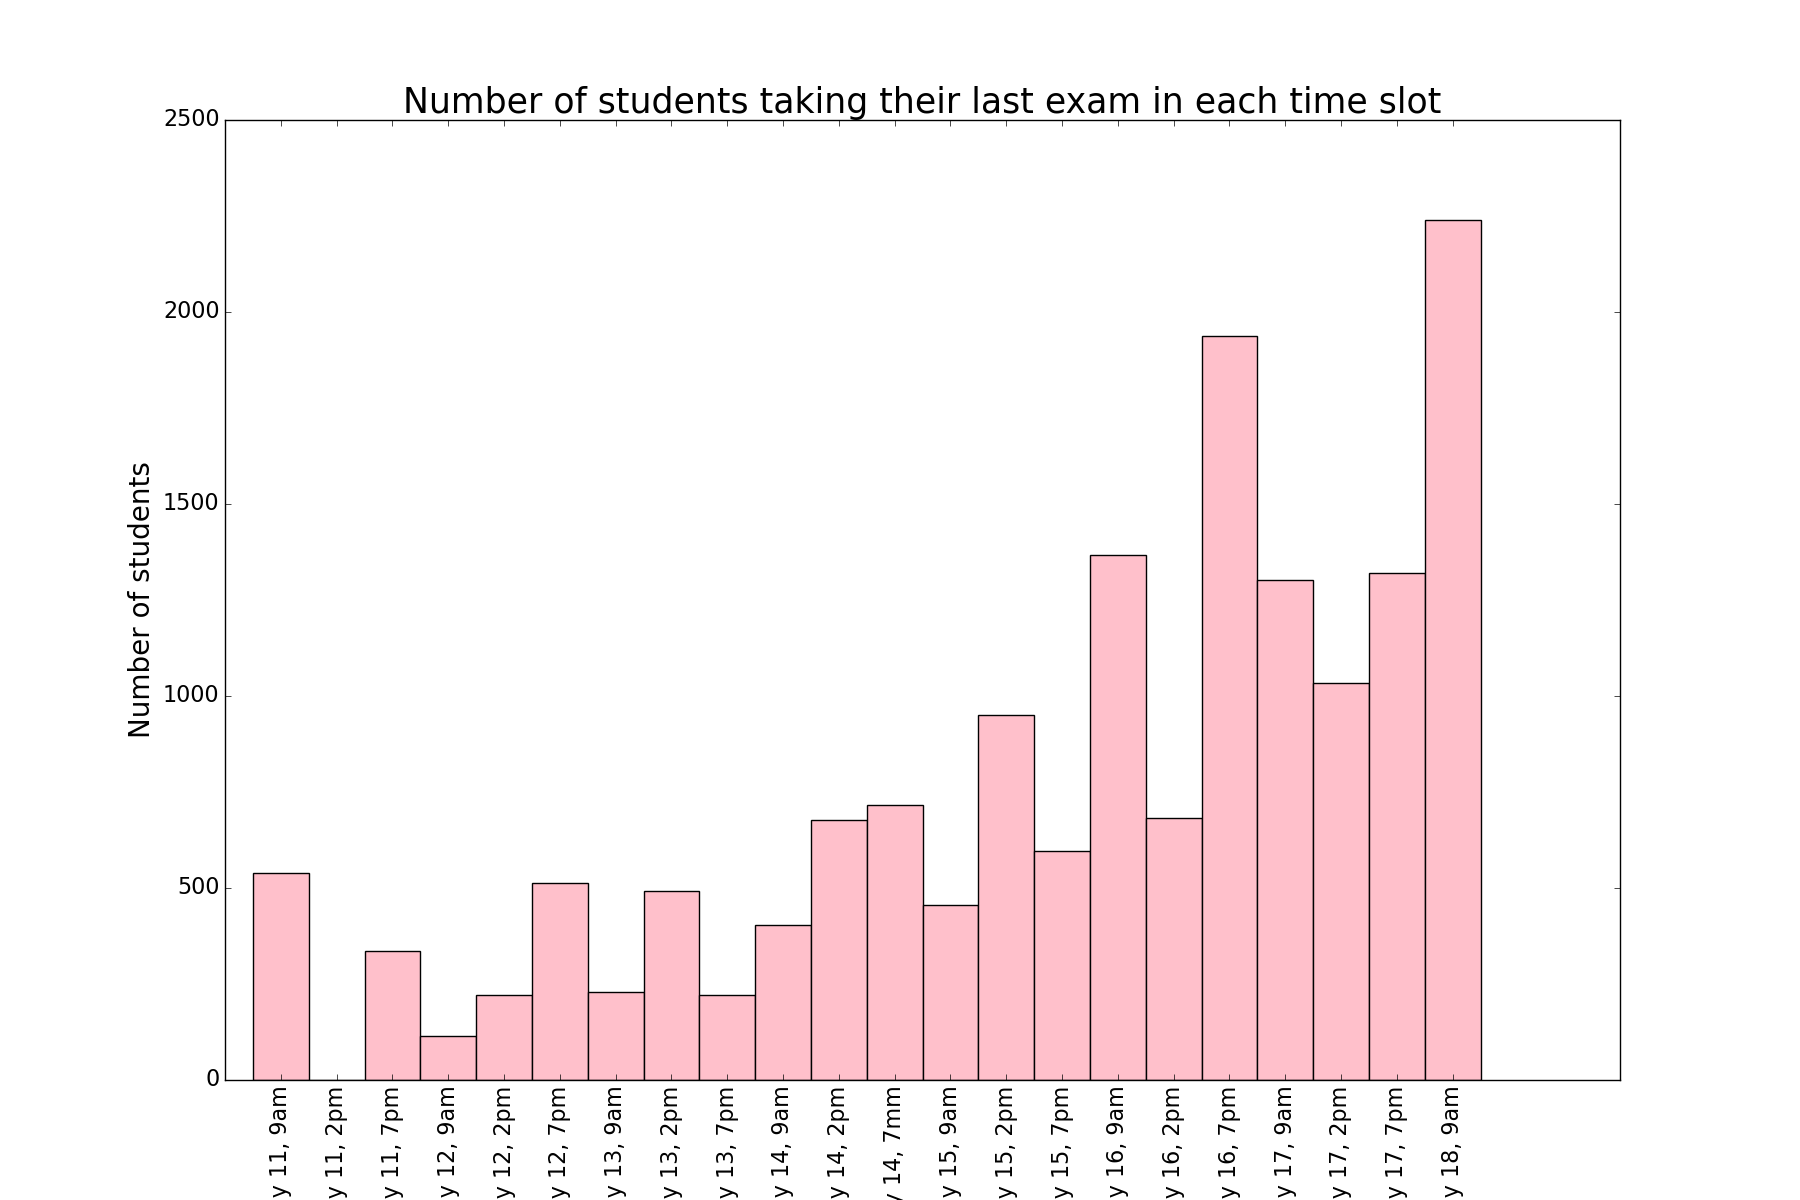 Number of students taking their last exam in each time slot
2500
2000
1500
1000
500
0
Number of students
y 11, 9am
y 11, 2pm
y 11, 7pm
y 12, 9am
y 12, 2pm
y 12, 7pm
y 13, 9am
y 13, 2pm
y 13, 7pm
y 14, 9am
y 14, 2pm
y 14, 7mm
y 15, 9am
y 15, 2pm
y 15, 7pm
y 16, 9am
y 16, 2pm
y 16, 7pm
y 17, 9am
y 17, 2pm
y 17, 7pm
y 18, 9am